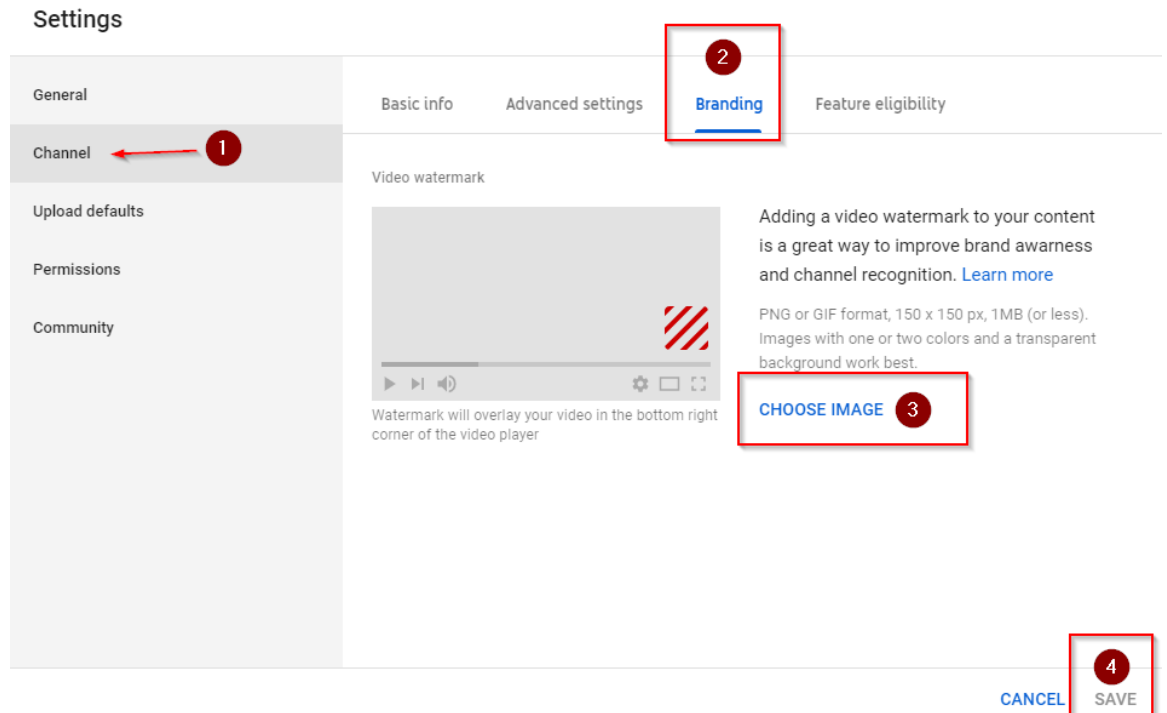 Settings
General
Channel
Upload defaults
Permissions
Community
1
2
Basic info Advanced settings Branding Feature eligibility
Video watermark
Watermark will overlay your video in the bottom right
corner of the video player
Adding a video watermark to your content
is a great way to improve brand awarness
and channel recognition. Learn more
PNG or GIF format, 150 x 150 px, 1MB (or less).
Images with one or two colors and a transparent
background work best.
CHOOSE IMAGE 3
4
CANCEL SAVE